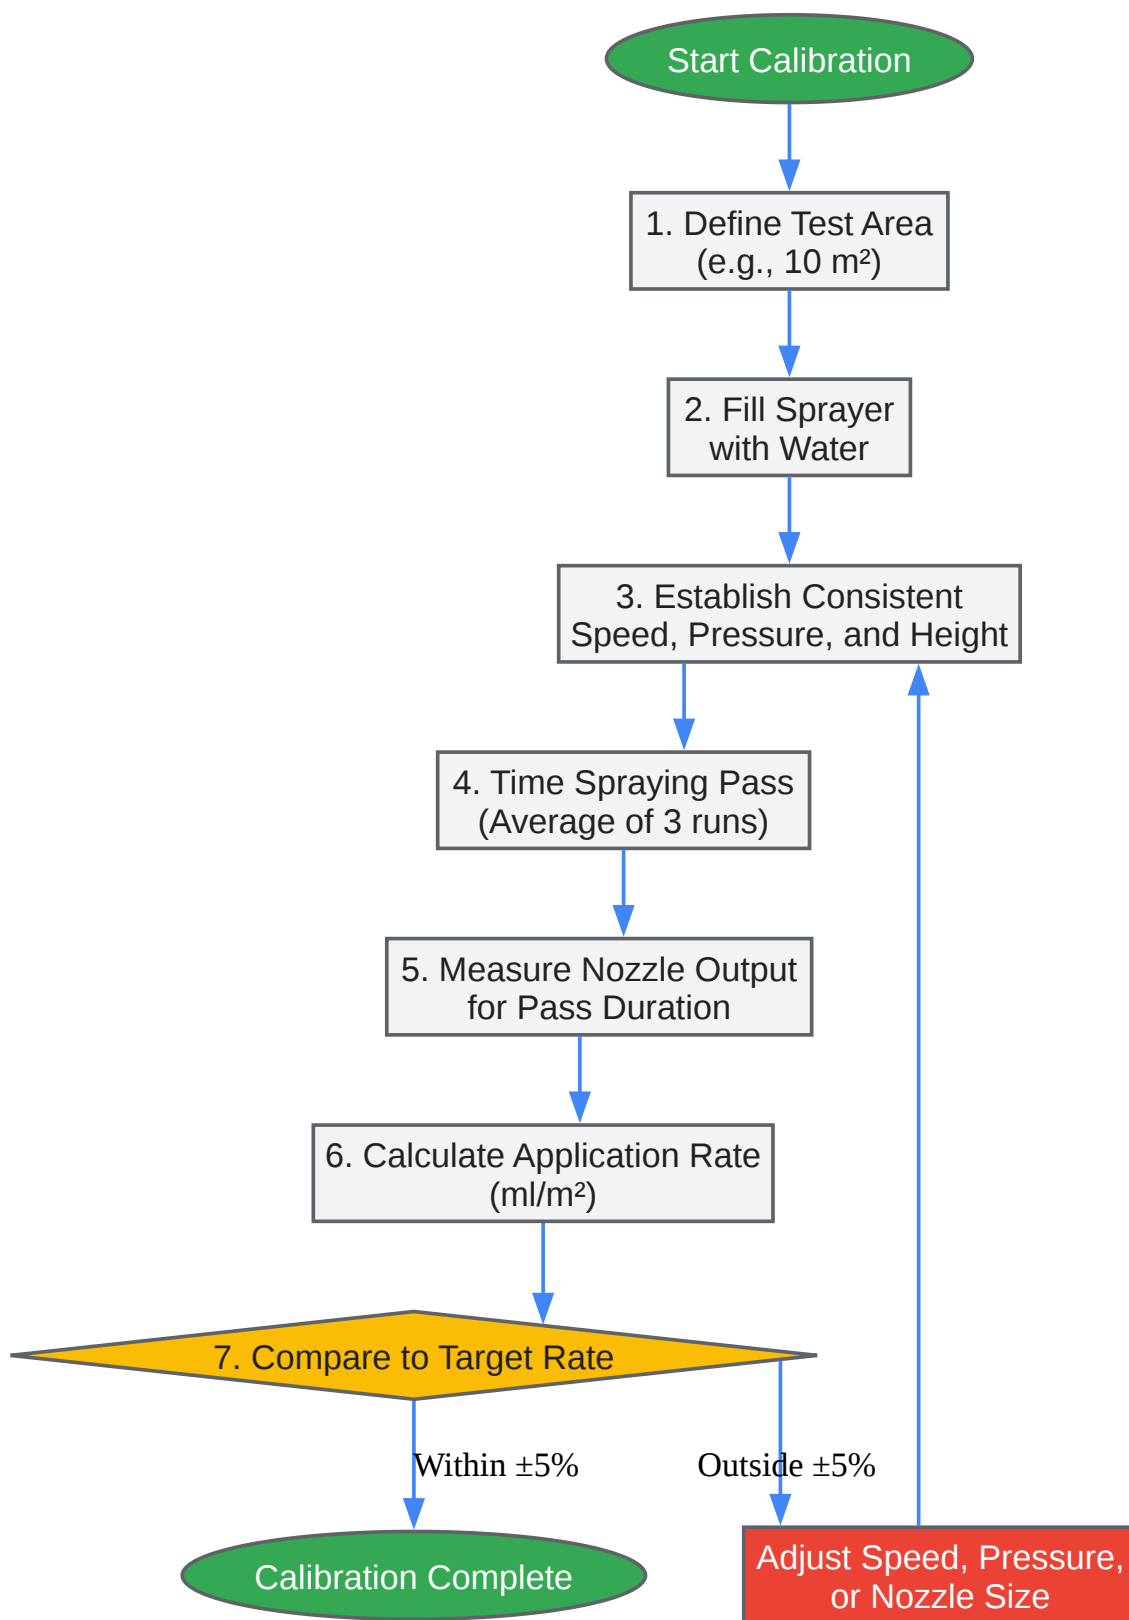 Start Calibration
1. Define Test Area
(e.g., 10 m²)
2. Fill Sprayer
with Water
3. Establish Consistent
Speed, Pressure, and Height
4. Time Spraying Pass
(Average of 3 runs)
5. Measure Nozzle Output
for Pass Duration
6. Calculate Application Rate
(ml/m²)
7. Compare to Target Rate
Within ±5%
Outside ±5%
Calibration Complete
Adjust Speed, Pressure,
or Nozzle Size